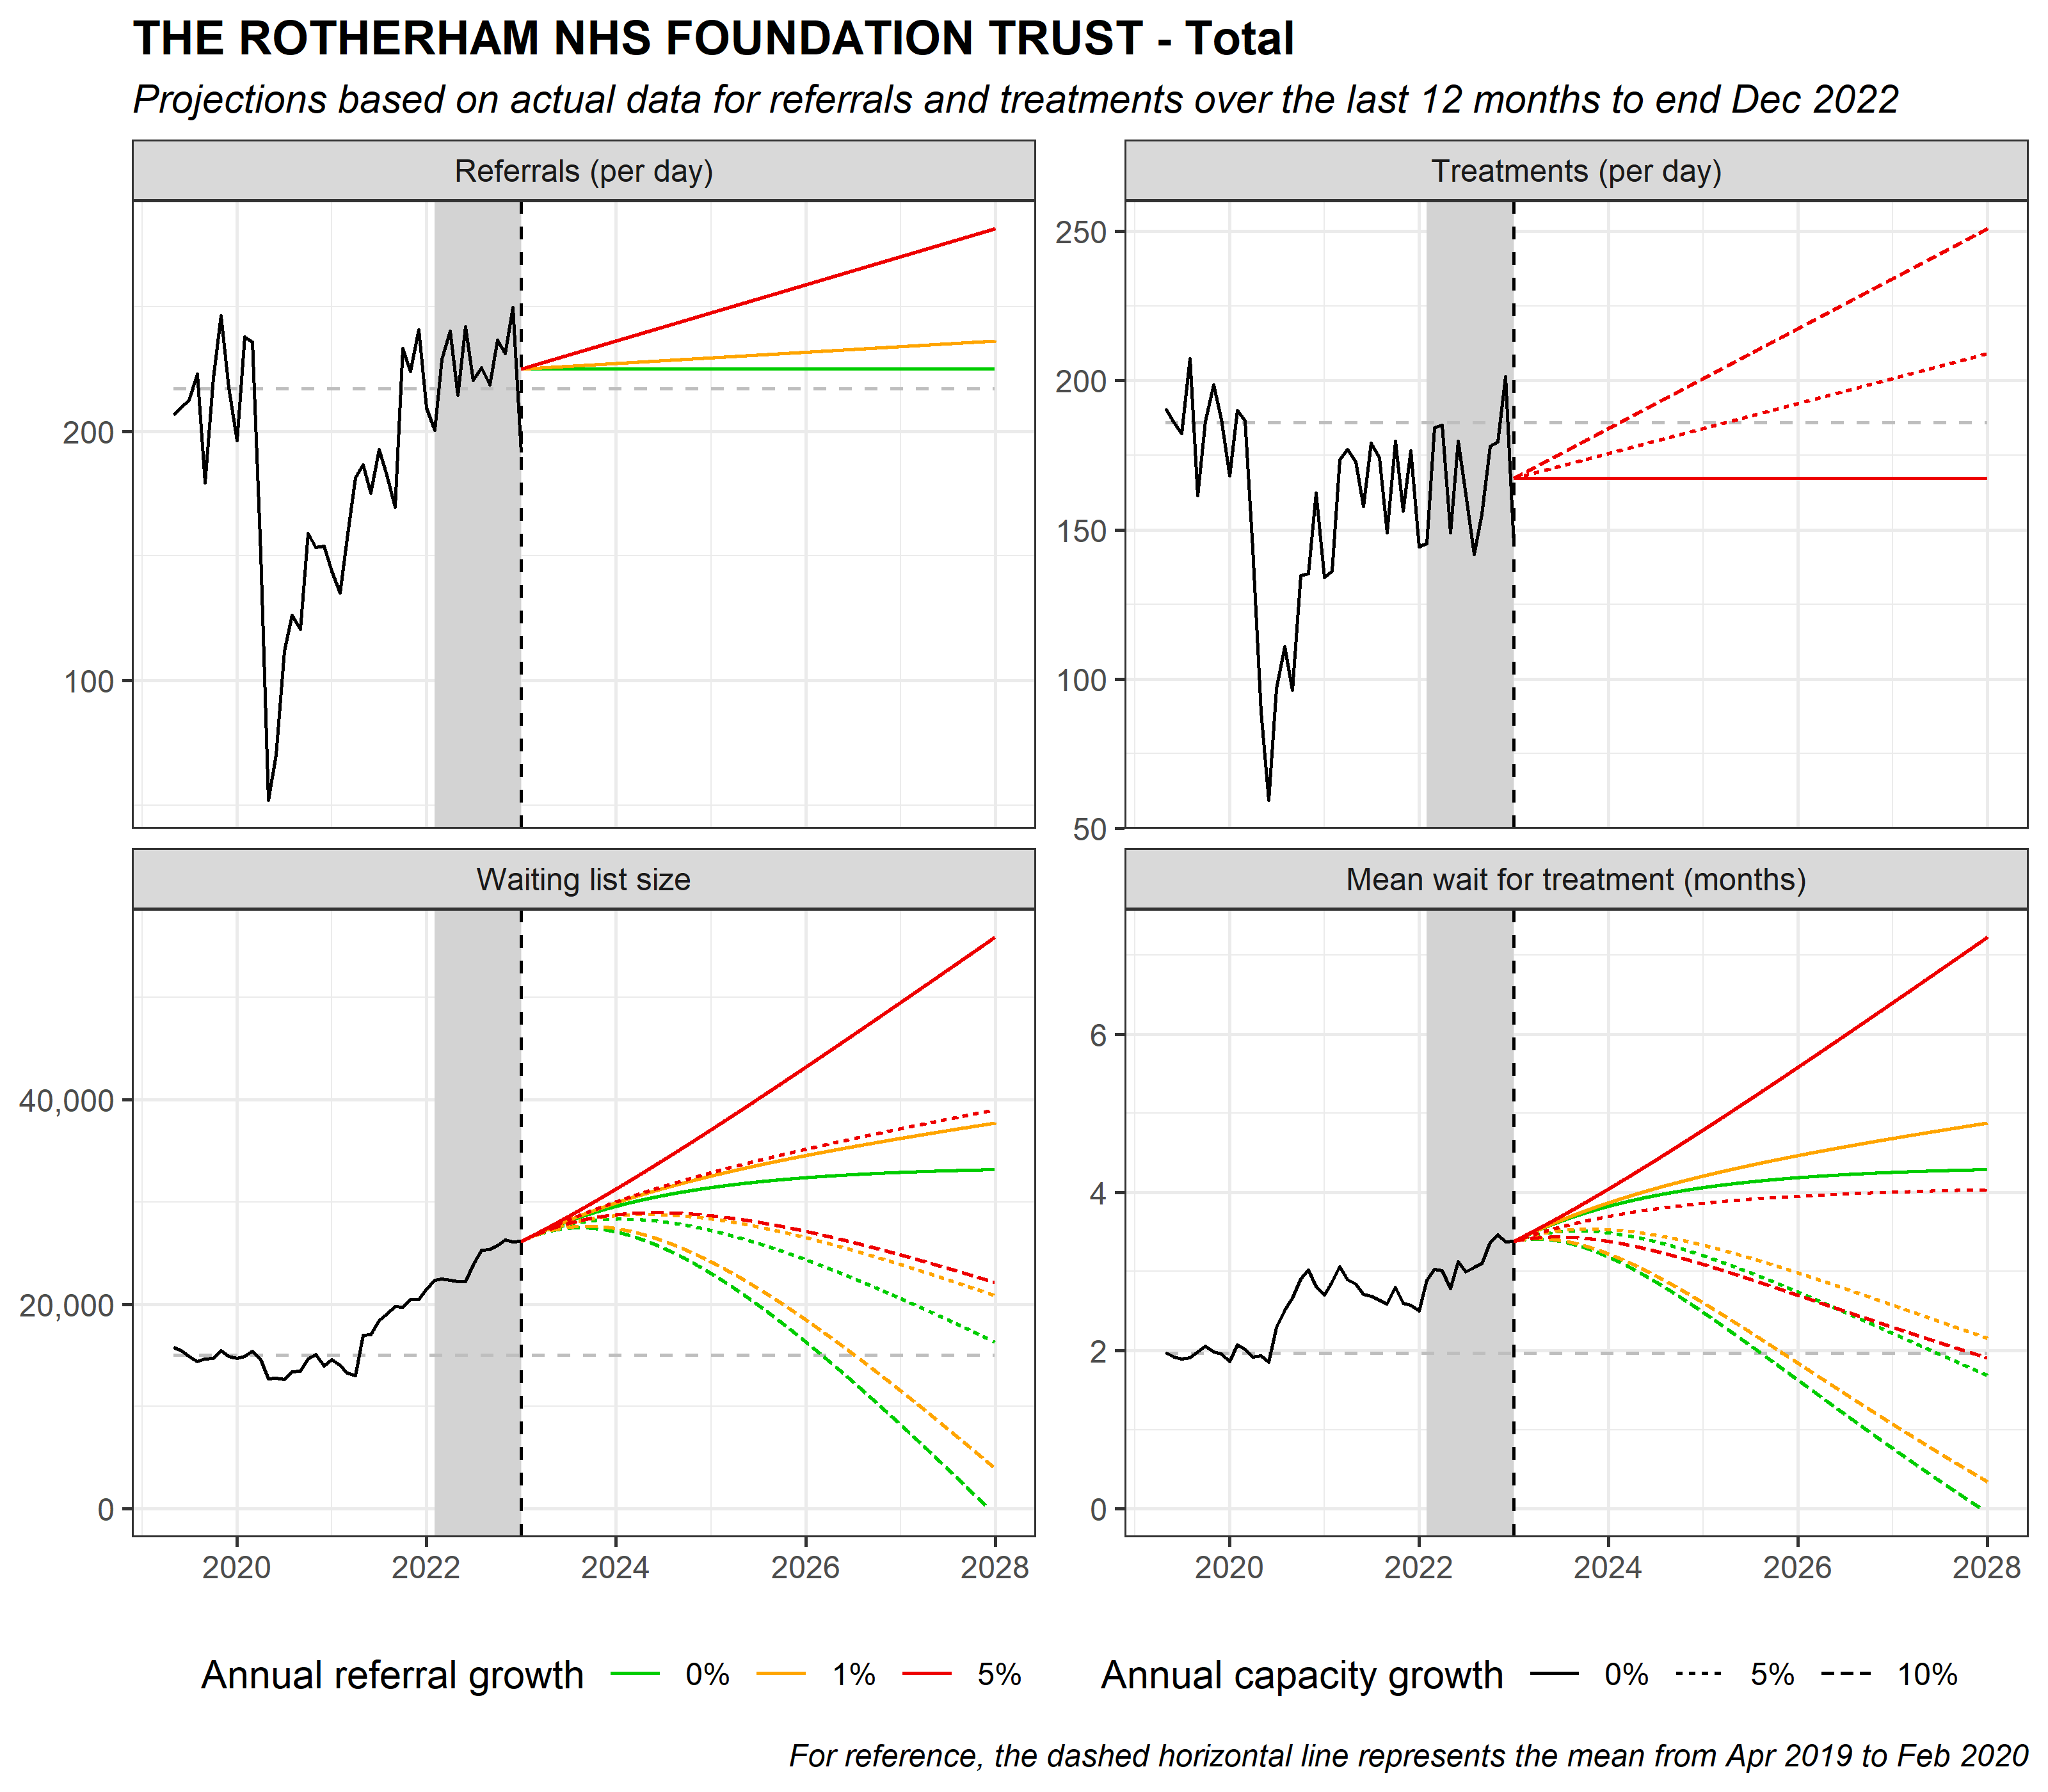 THE ROTHERHAM NHS FOUNDATION TRUST - Total
Projections based on actual data for referrals and treatments over the last 12 months to end Dec 2022
Referrals (per day)
200
100
Treatments (per day)
250
200
150
100
50
Waiting list size
40,000
20,000
0
2020 2022 2024 2026 2028
Mean wait for treatment (months)
6
4
2
0
2020 2022 2024 2026 2028
Annual referral growth 0% 1% 5%
Annual capacity growth 0% 5% 10%
For reference, the dashed horizontal line represents the mean from Apr 2019 to Feb 2020